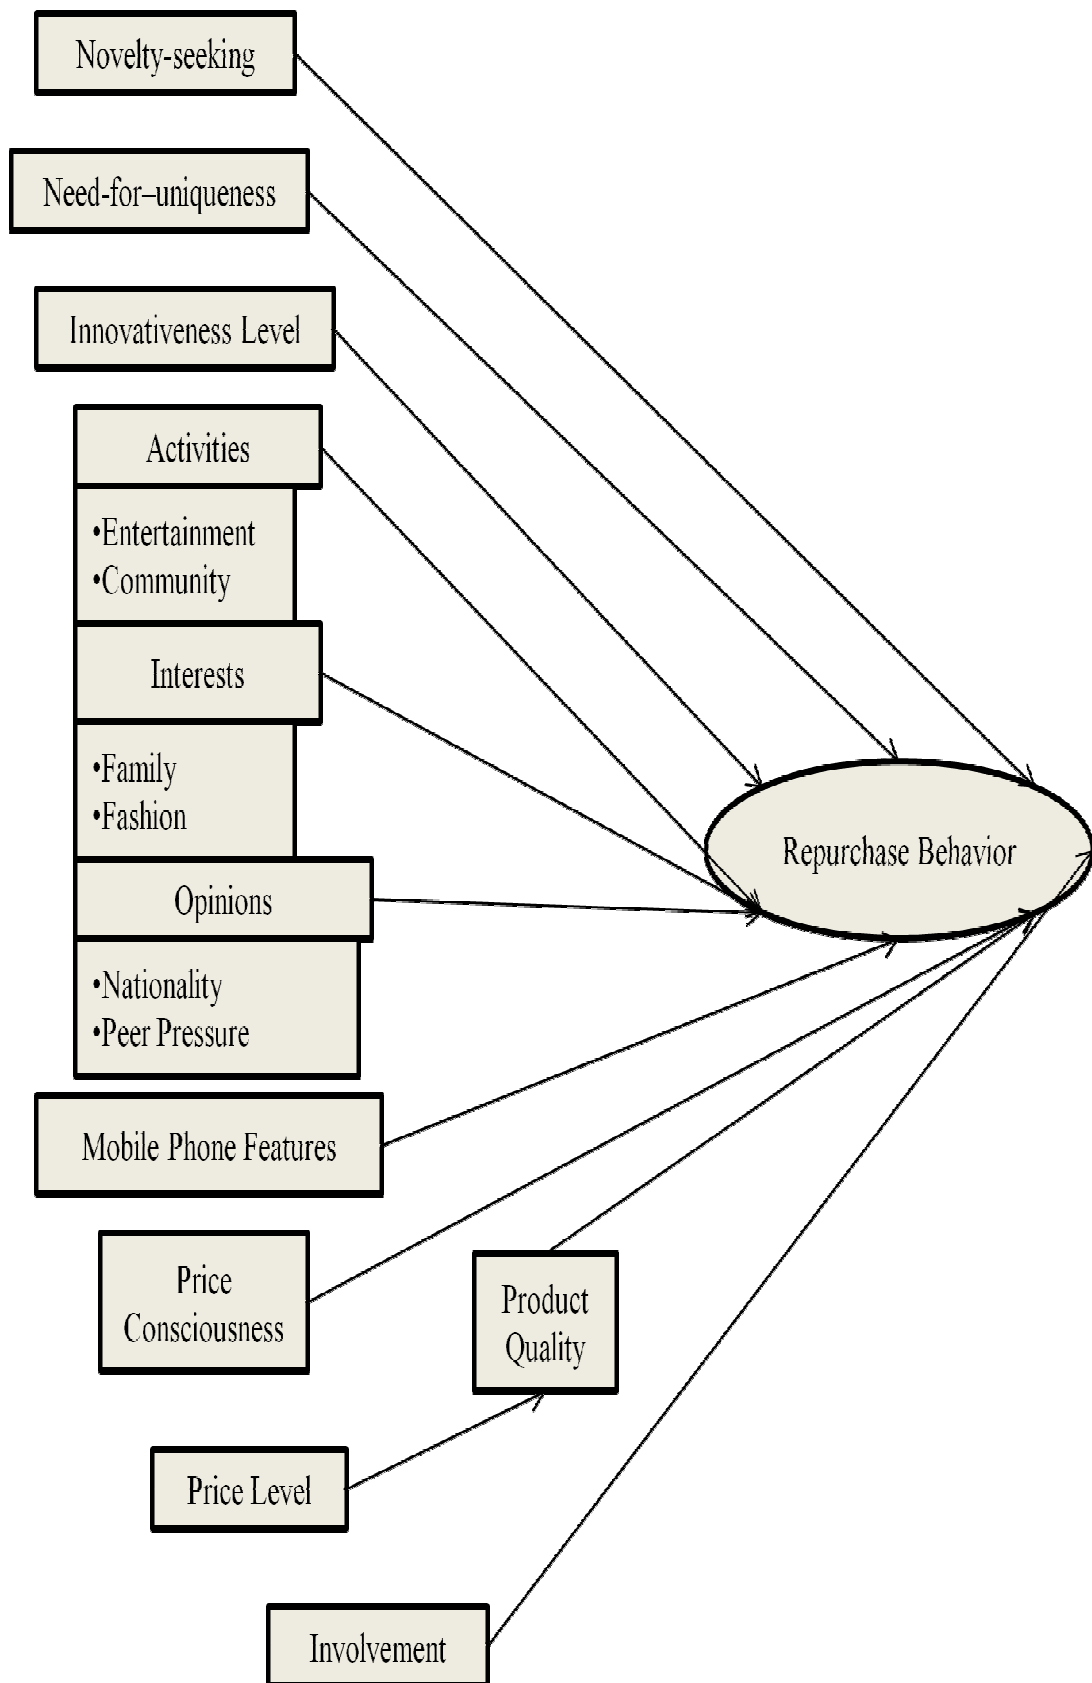 Novelty-seeking
Need-for–uniqueness
Innovativeness Level
Activities
•Entertainment
•Community
Interests
•Family
•Fashion
Repurchase Behavior
Opinions
•Nationality
•Peer Pressure
Mobile Phone Features
Price
Consciousness
Product
Quality
Price Level
Involvement